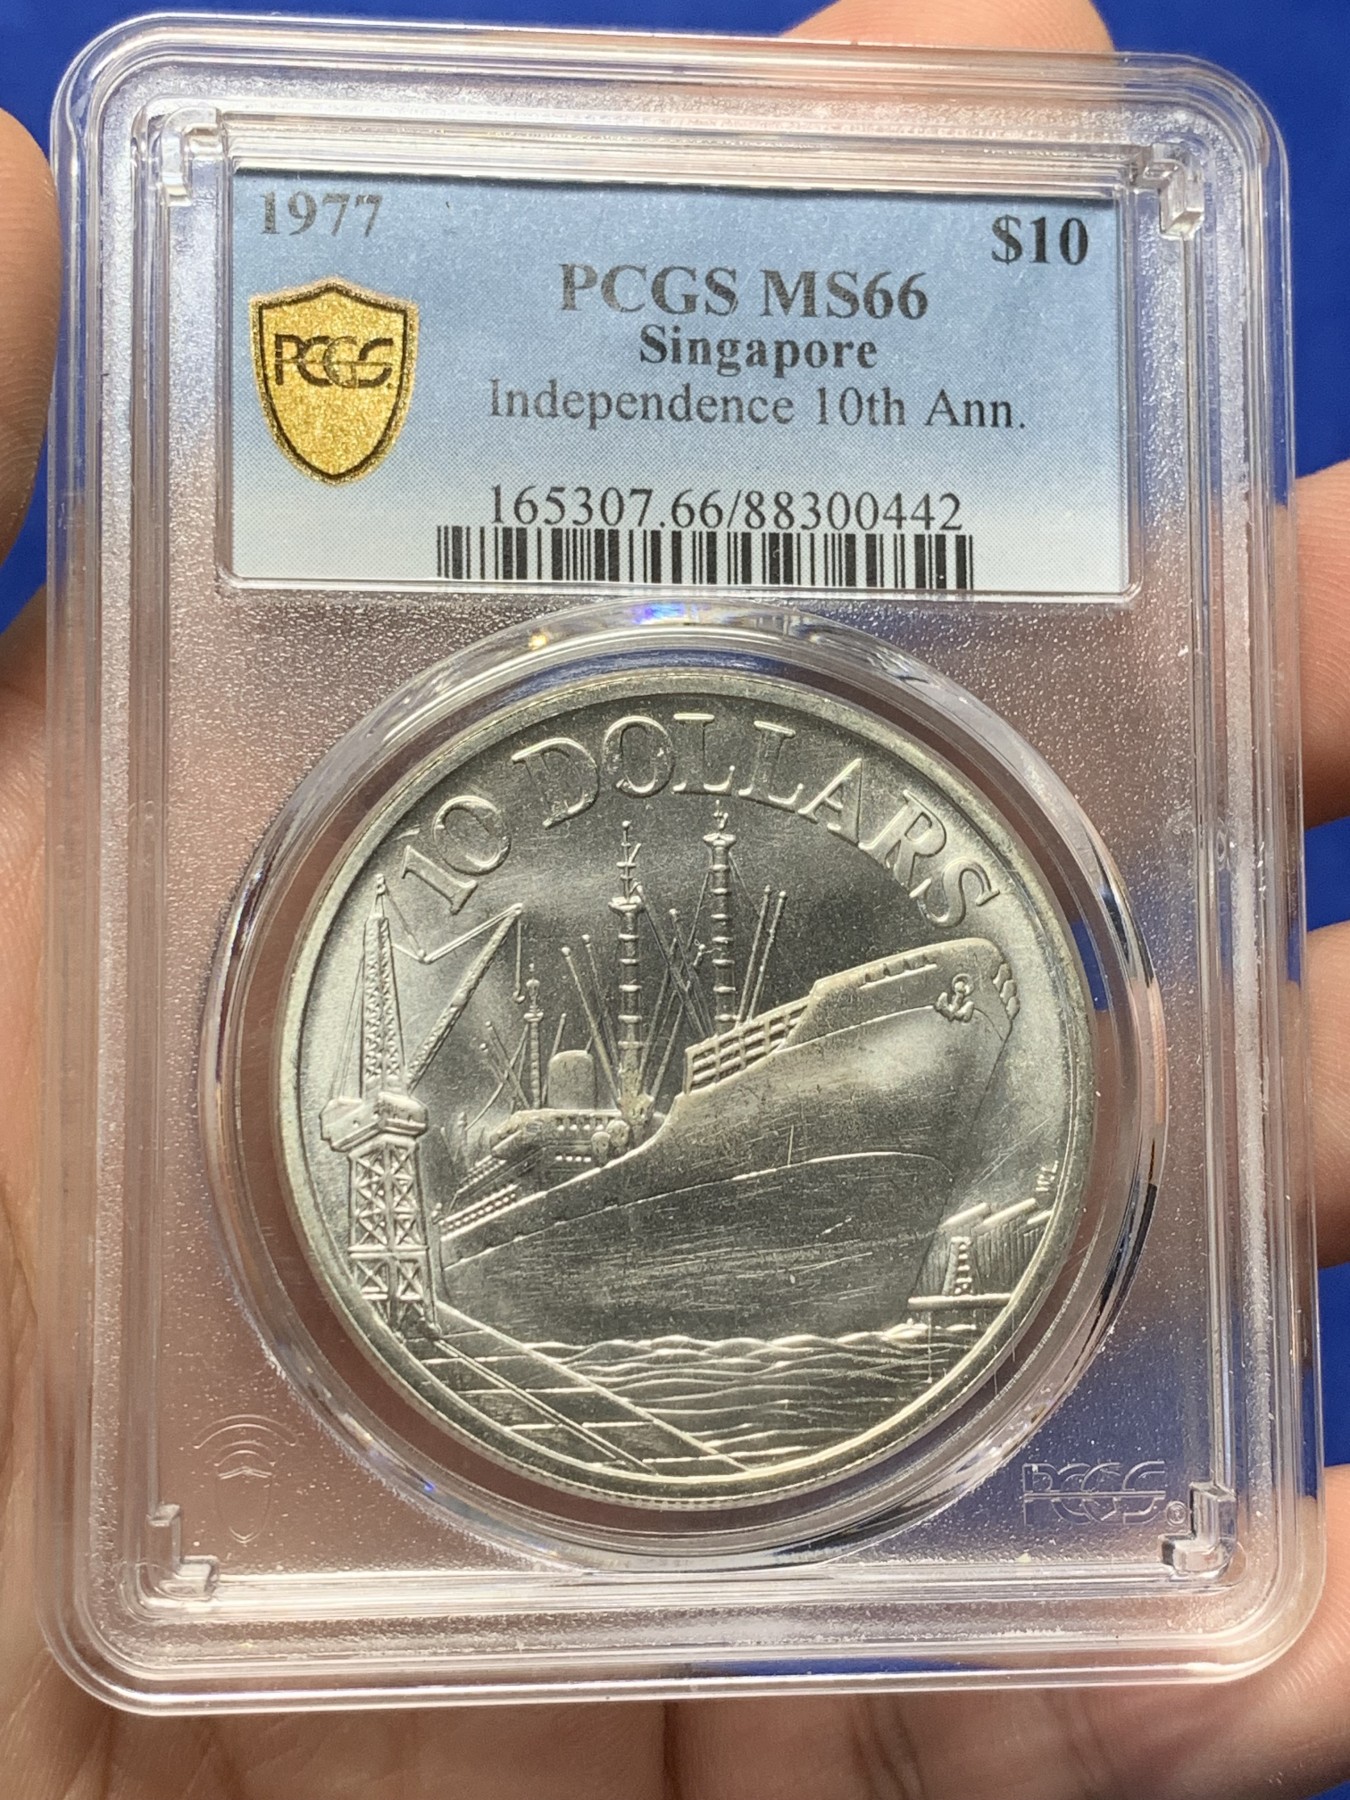 1977
$10
PCGS MS66
PCGS
Singapore
Independence 10th Ann.
165307.66/88300442
10 DOLLARS
PCGS®